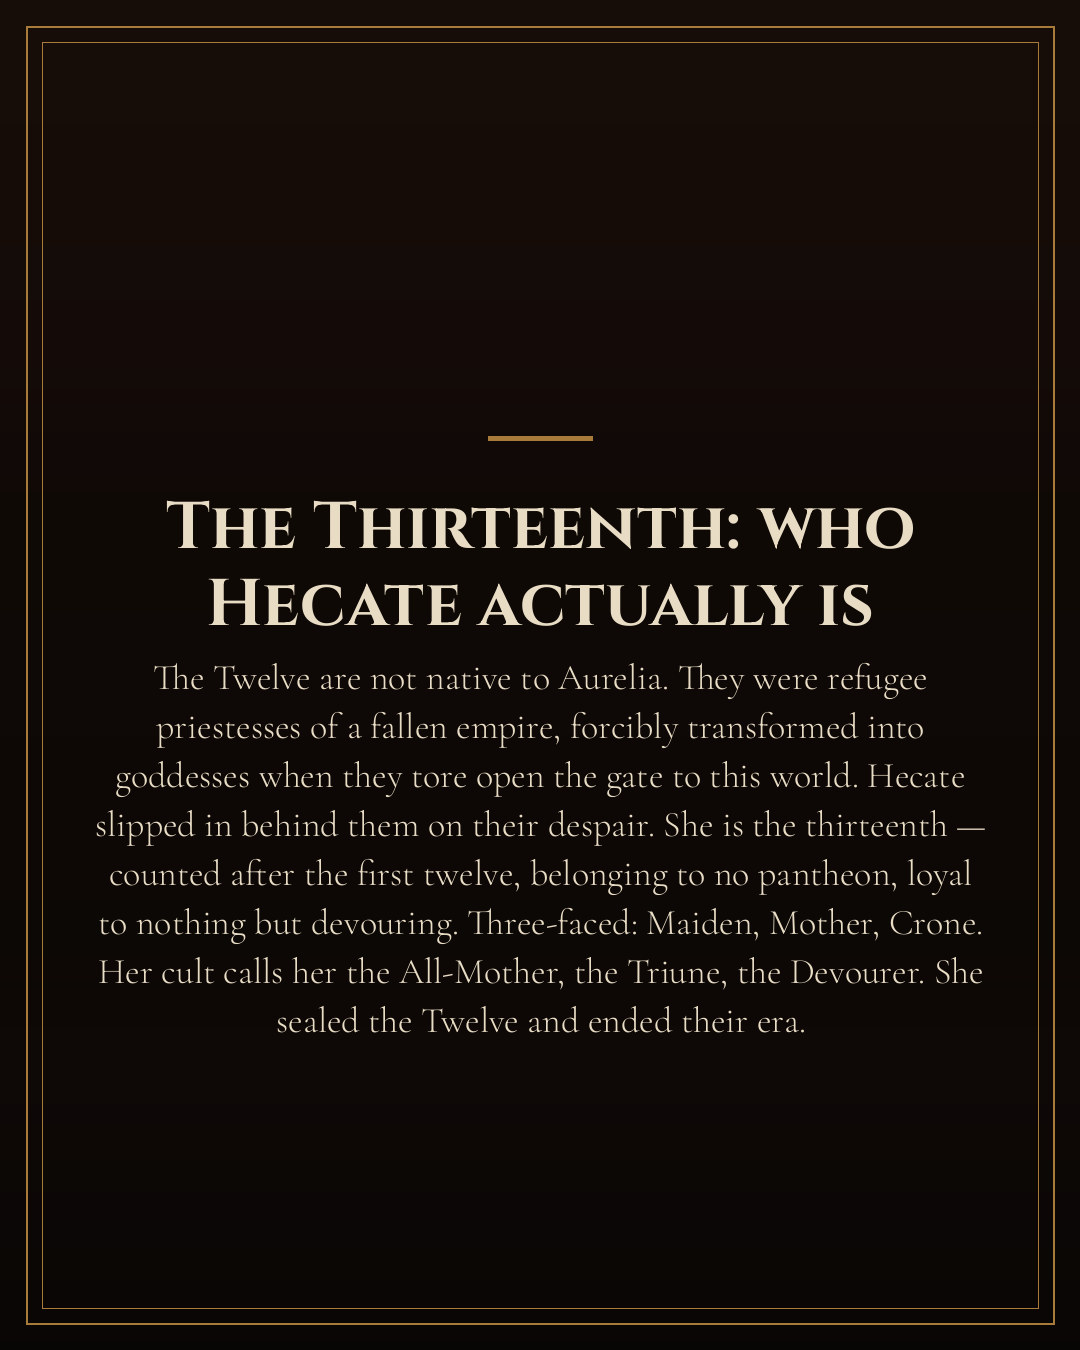 The Thirteenth: who
Hecate actually is
The Twelve are not native to Aurelia. They were refugee
priestesses of a fallen empire, forcibly transformed into
goddesses when they tore open the gate to this world. Hecate
slipped in behind them on their despair. She is the thirteenth —
counted after the first twelve, belonging to no pantheon, loyal
to nothing but devouring. Three-faced: Maiden, Mother, Crone.
Her cult calls her the All-Mother, the Triune, the Devourer. She
sealed the Twelve and ended their era.